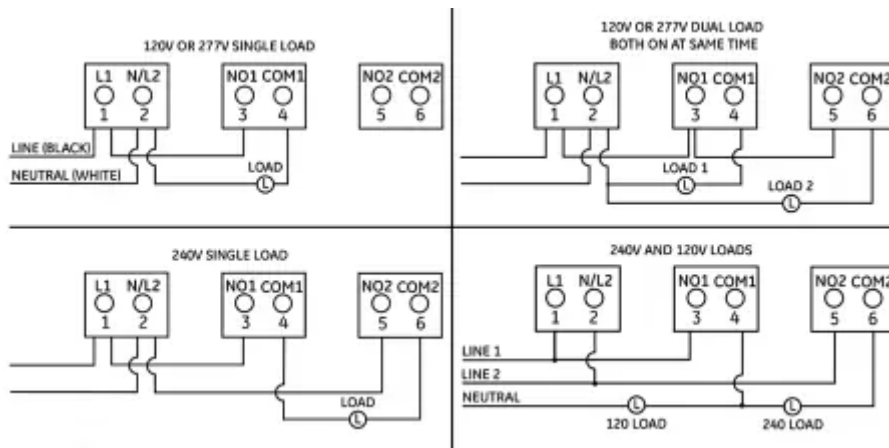 120V OR 277V SINGLE LOAD
L1 N/L2 NO1 COM1 NO2 COM2
1 2 3 4 5 6
LINE (BLACK)
NEUTRAL (WHITE)
LOAD
L
120V OR 277V DUAL LOAD
BOTH ON AT SAME TIME
L1 N/L2 NO1 COM1 NO2 COM2
1 2 3 4 5 6
LOAD 1
L
LOAD 2
L
240V SINGLE LOAD
L1 N/L2 NO1 COM1 NO2 COM2
1 2 3 4 5 6
LOAD
L
240V AND 120V LOADS
L1 N/L2 NO1 COM1 NO2 COM2
1 2 3 4 5 6
LINE 1
LINE 2
NEUTRAL
L L
120 LOAD 240 LOAD